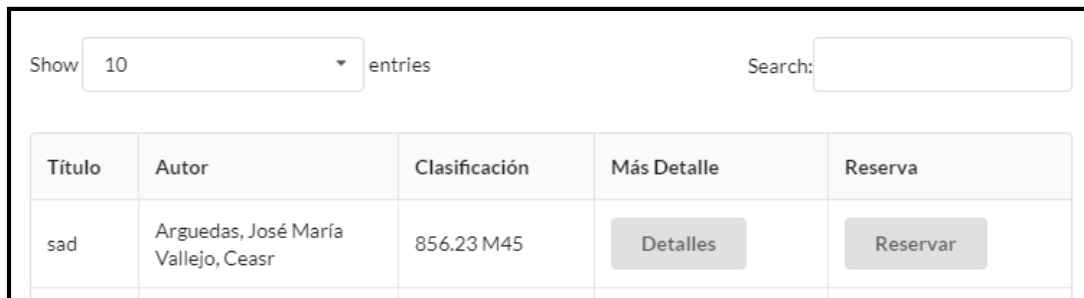 Show 10 entries Search:
Título Autor Clasificación Más Detalle Reserva
sad Arguedas, José María 856.23 M45 Detalles Reservar
Vallejo, Ceasr